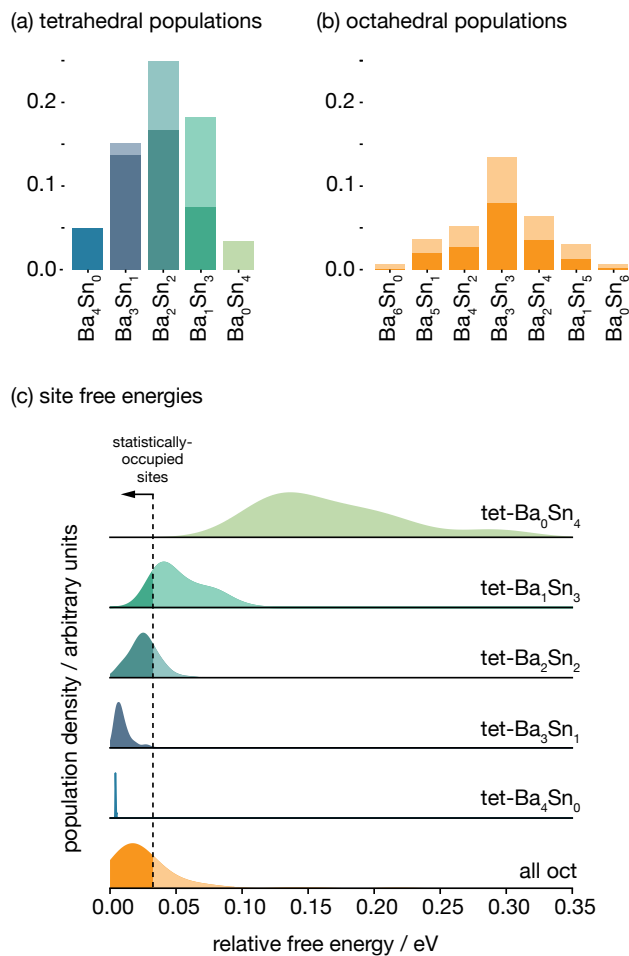 (a) tetrahedral populations
(b) octahedral populations
0.2
0.1
0.0
Ba₄Sn₀
Ba₃Sn₁
Ba₂Sn₂
Ba₁Sn₃
Ba₀Sn₄
0.2
0.1
0.0
Ba₆Sn₀
Ba₅Sn₁
Ba₄Sn₂
Ba₃Sn₃
Ba₂Sn₄
Ba₁Sn₅
Ba₀Sn₆
(c) site free energies
statistically-
occupied
sites
population density / arbitrary units
tet-Ba₀Sn₄
tet-Ba₁Sn₃
tet-Ba₂Sn₂
tet-Ba₃Sn₁
tet-Ba₄Sn₀
all oct
0.00 0.05 0.10 0.15 0.20 0.25 0.30 0.35
relative free energy / eV